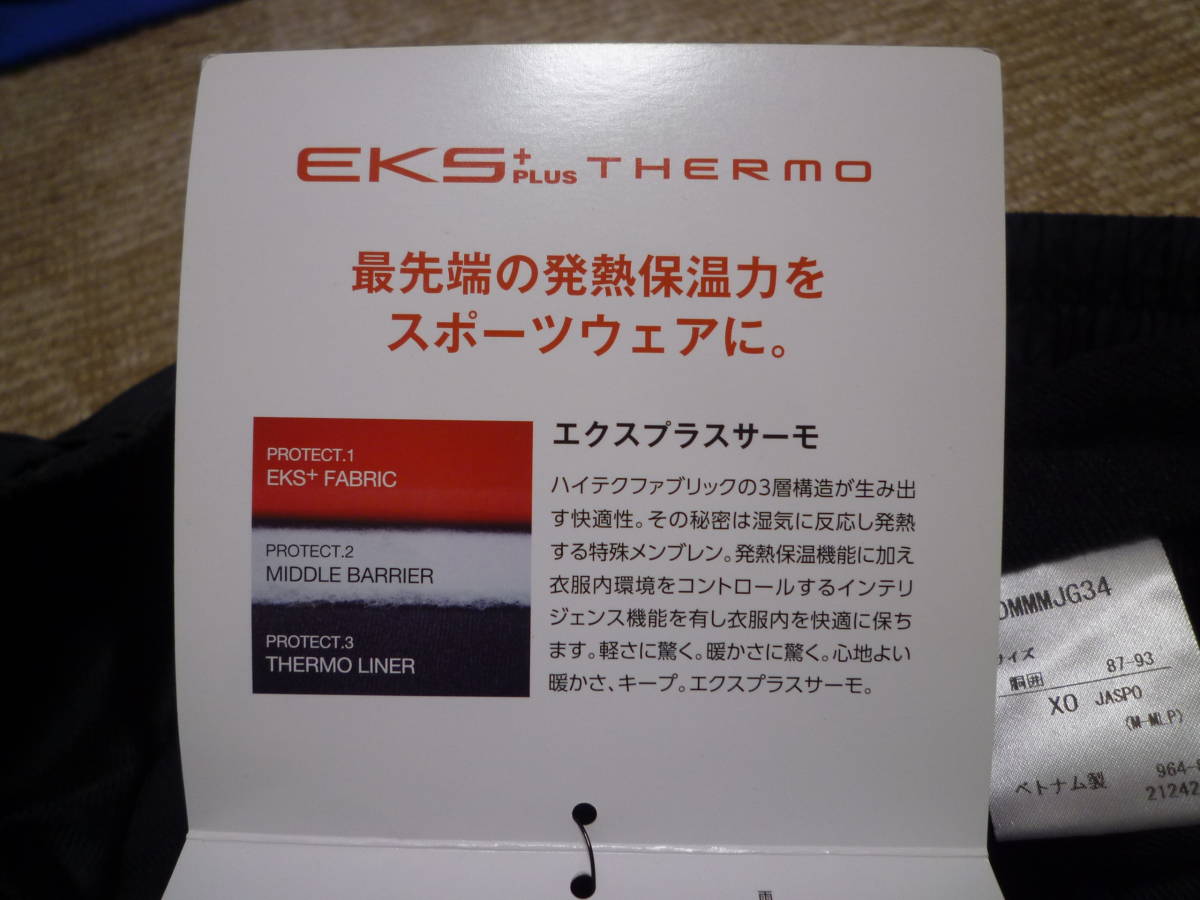 EKS+ PLUS THERMO
最先端の発熱保温力を
スポーツウェアに。
PROTECT.1
EKS+ FABRIC
PROTECT.2
MIDDLE BARRIER
PROTECT.3
THERMO LINER
エクスプラスサーモ
ハイテクファブリックの3層構造が生み出
す快適性。その秘密は湿気に反応し発熱
する特殊メンブレン。発熱保温機能に加え
衣服内環境をコントロールするインテリ
ジェンス機能を有し衣服内を快適に保ち
ます。軽さに驚く。暖かさに驚く。心地よい
暖かさ、キープ。エクスプラスサーモ。
MMMJG34
サイズ
胴囲 87-93
XO JASPO
(M-MLP)
ベトナム製 964-
21242